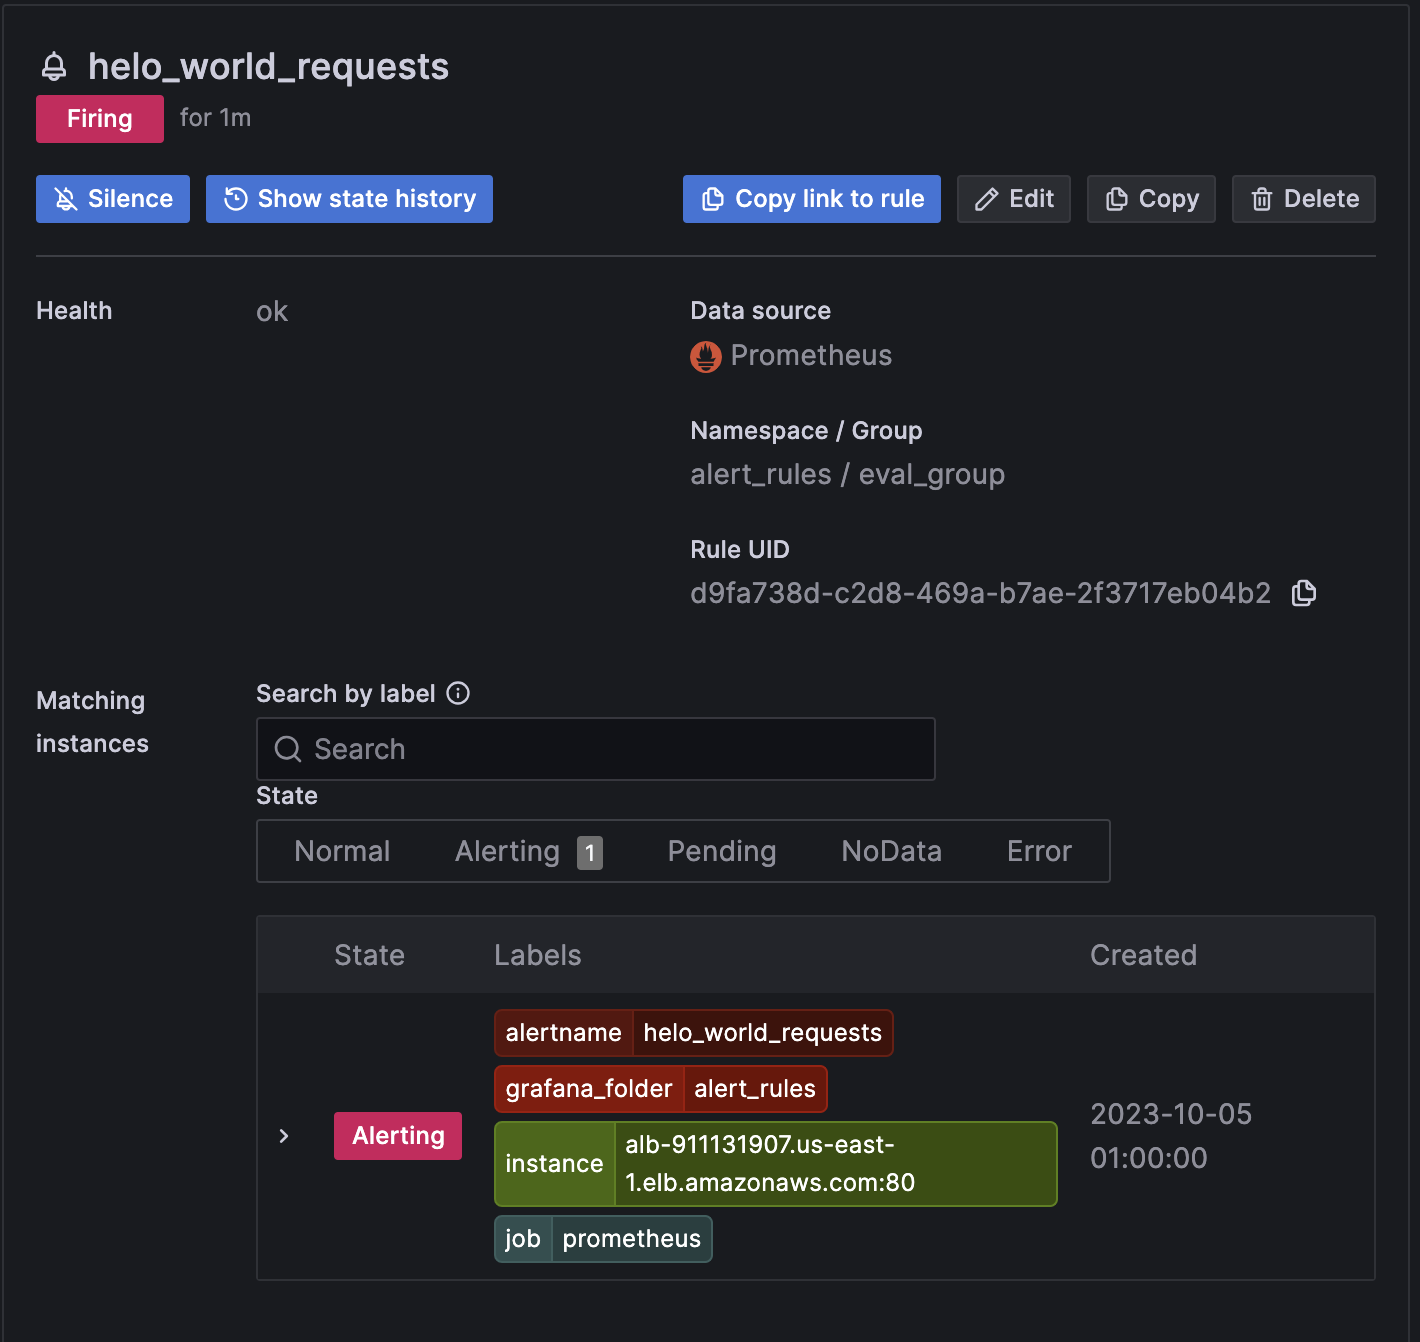 helo_world_requests
Firing for 1m
Silence Show state history Copy link to rule Edit Copy Delete
Health ok Data source
Prometheus
Namespace / Group
alert_rules / eval_group
Rule UID
d9fa738d-c2d8-469a-b7ae-2f3717eb04b2
Matching
instances
Search by label
Search
State
Normal Alerting 1 Pending NoData Error
State Labels Created
Alerting
alertname helo_world_requests
grafana_folder alert_rules
instance alb-911131907.us-east-
1.elb.amazonaws.com:80
job prometheus
2023-10-05
01:00:00